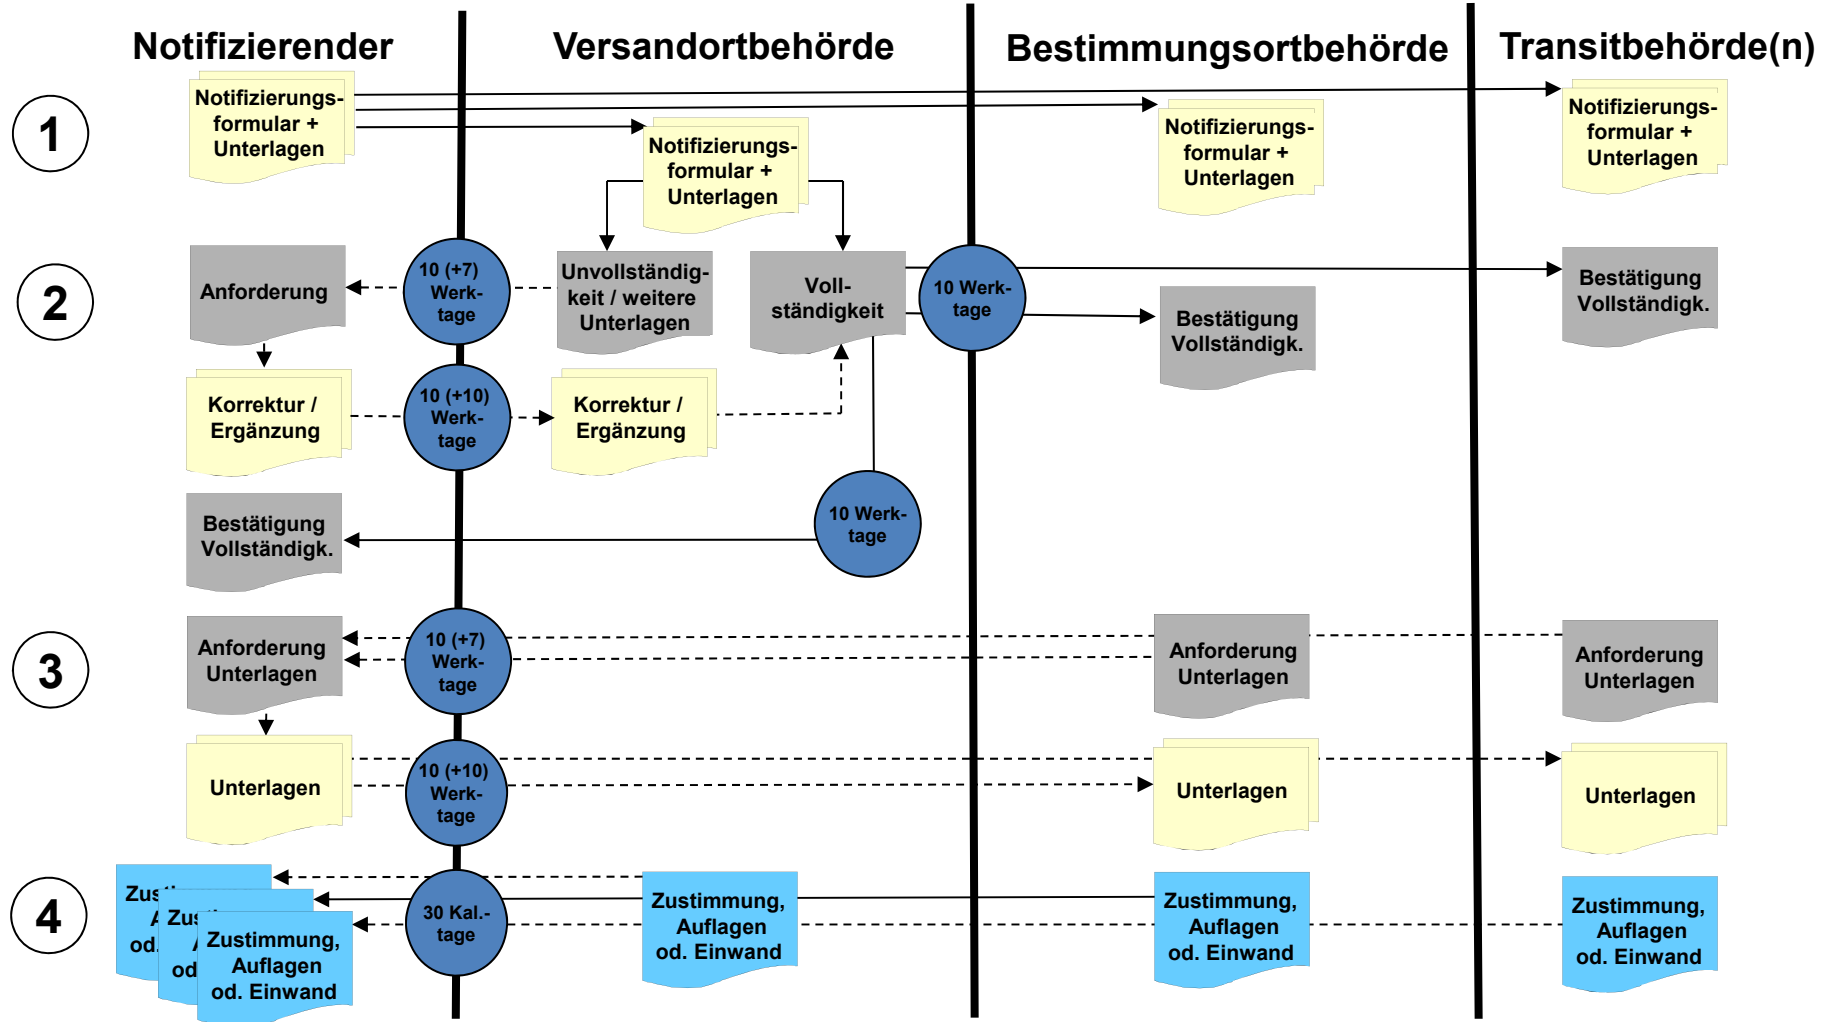 Notifizierender
Versandortbehörde
Bestimmungsortbehörde
Transitbehörde(n)
1
Notifizierungs-
formular +
Unterlagen
Notifizierungs-
formular +
Unterlagen
Notifizierungs-
formular +
Unterlagen
Notifizierungs-
formular +
Unterlagen
2
Anforderung
10 (+7)
Werk-
tage
Unvollständig-
keit / weitere
Unterlagen
Voll-
ständigkeit
10 Werk-
tage
Bestätigung
Vollständigk.
Bestätigung
Vollständigk.
Korrektur /
Ergänzung
10 (+10)
Werk-
tage
Korrektur /
Ergänzung
Bestätigung
Vollständigk.
10 Werk-
tage
3
Anforderung
Unterlagen
10 (+7)
Werk-
tage
Anforderung
Unterlagen
Anforderung
Unterlagen
Unterlagen
10 (+10)
Werk-
tage
Unterlagen
Unterlagen
4
Zustimmung,
Auflagen
od. Einwand
30 Kal.-
tage
Zustimmung,
Auflagen
od. Einwand
Zustimmung,
Auflagen
od. Einwand
Zustimmung,
Auflagen
od. Einwand